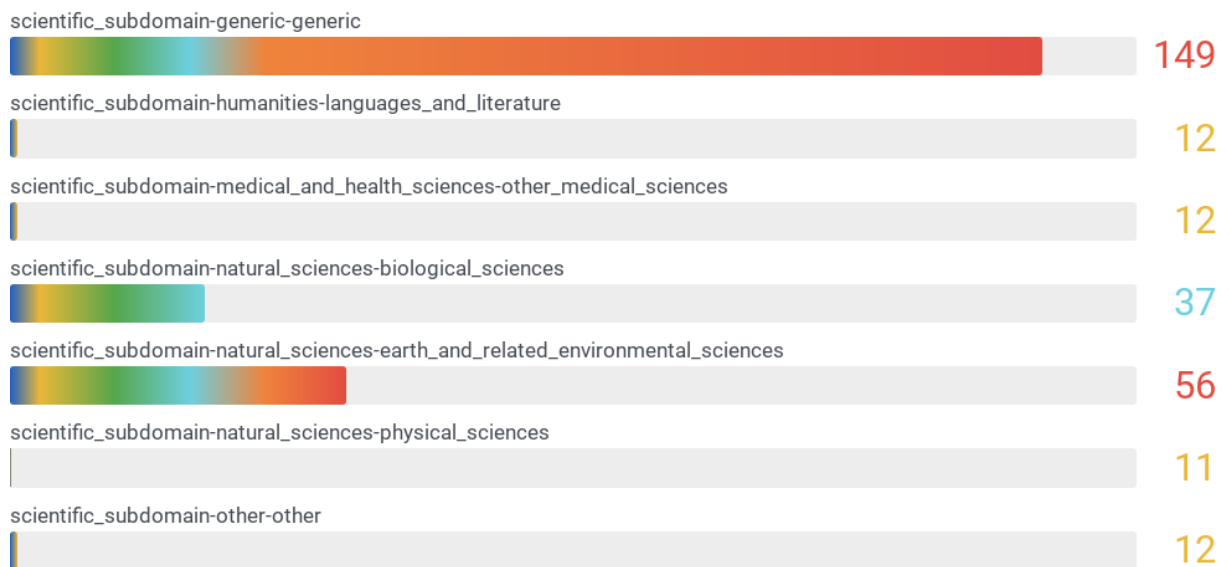 scientific_subdomain-generic-generic
149
scientific_subdomain-humanities-languages_and_literature
12
scientific_subdomain-medical_and_health_sciences-other_medical_sciences
12
scientific_subdomain-natural_sciences-biological_sciences
37
scientific_subdomain-natural_sciences-earth_and_related_environmental_sciences
56
scientific_subdomain-natural_sciences-physical_sciences
11
scientific_subdomain-other-other
12